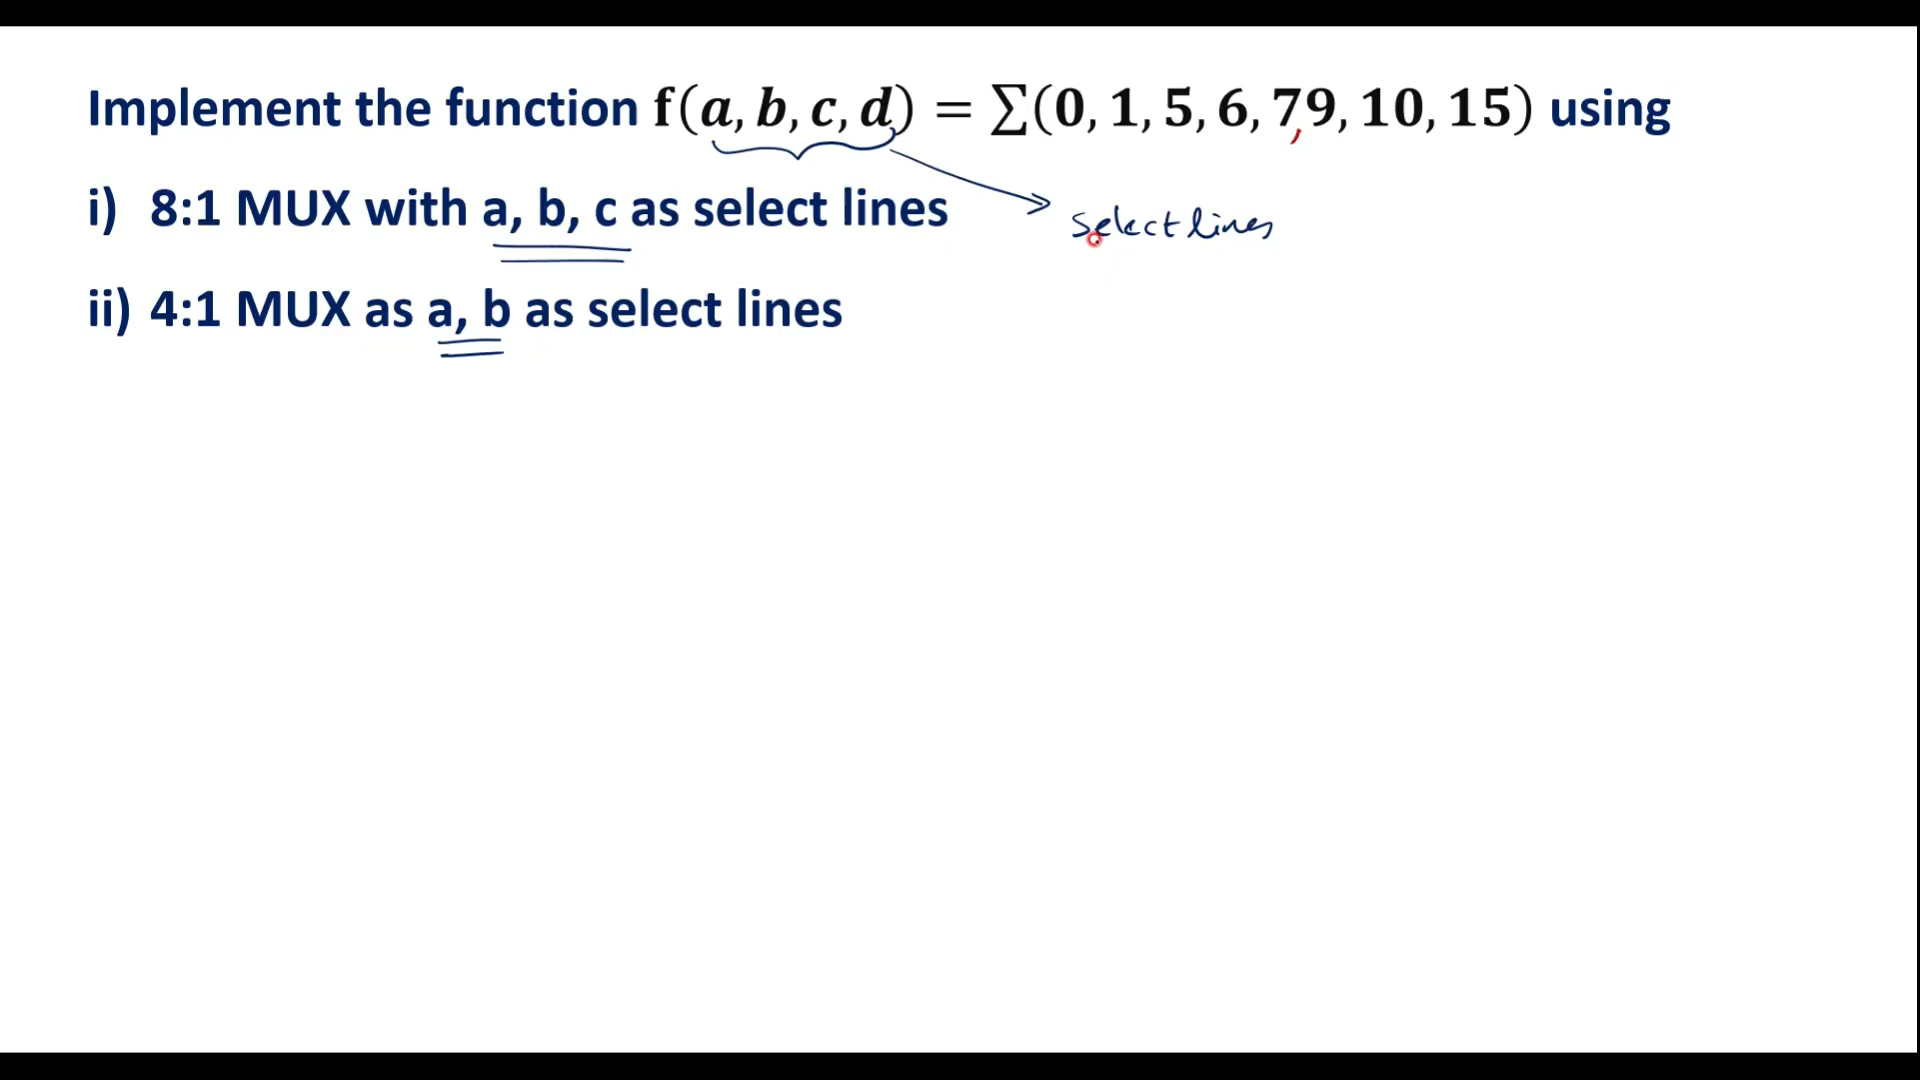 Implement the function f(a, b, c, d) = ∑(0, 1, 5, 6, 7,9, 10, 15) using
i) 8:1 MUX with a, b, c as select lines
select lines
ii) 4:1 MUX as a, b as select lines